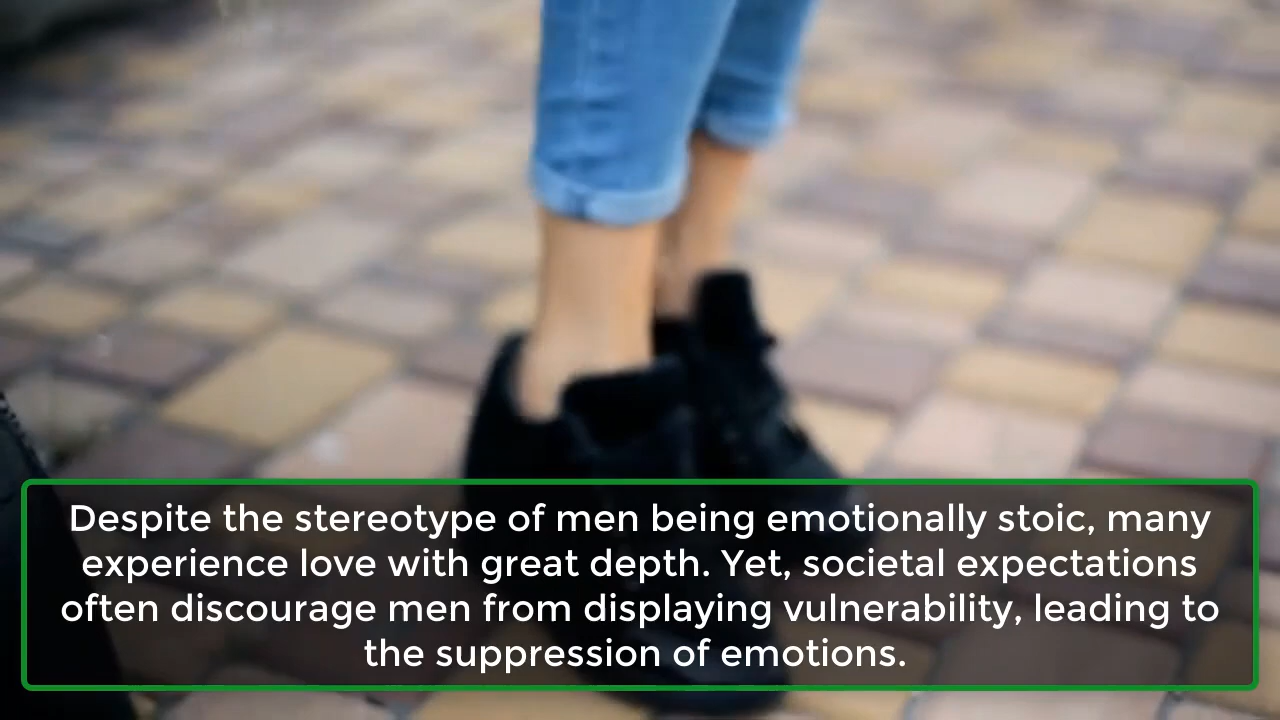 Despite the stereotype of men being emotionally stoic, many
experience love with great depth. Yet, societal expectations
often discourage men from displaying vulnerability, leading to
the suppression of emotions.